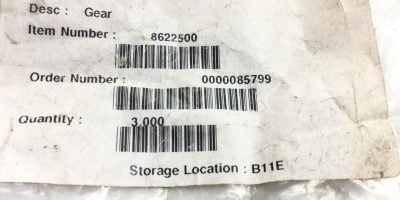 Desc : Gear
Item Number : 8622500
Order Number : 0000085799
Quantity : 3.000
Storage Location : B11E